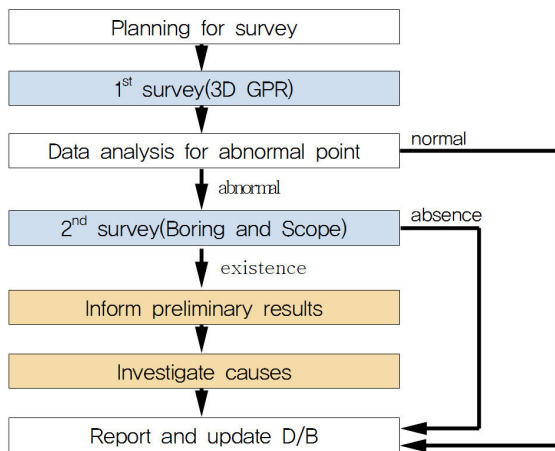 Planning for survey
1st survey(3D GPR)
Data analysis for abnormal point
normal
abnormal
2nd survey(Boring and Scope)
absence
existence
Inform preliminary results
Investigate causes
Report and update D/B